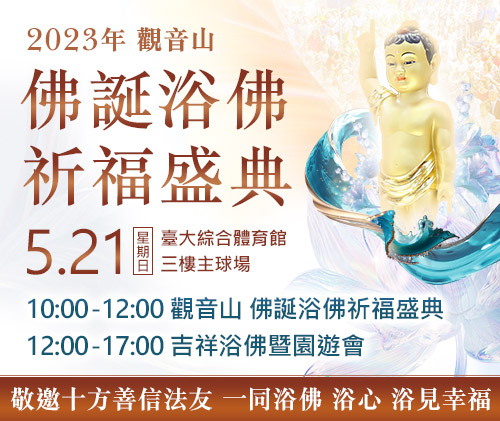 2023年 觀音山
佛誕浴佛
祈福盛典
5.21 星期日 臺大綜合體育館
三樓主球場
10:00-12:00 觀音山 佛誕浴佛祈福盛典
12:00-17:00 吉祥浴佛暨園遊會
敬邀十方善信法友 一同浴佛 浴心 浴見幸福